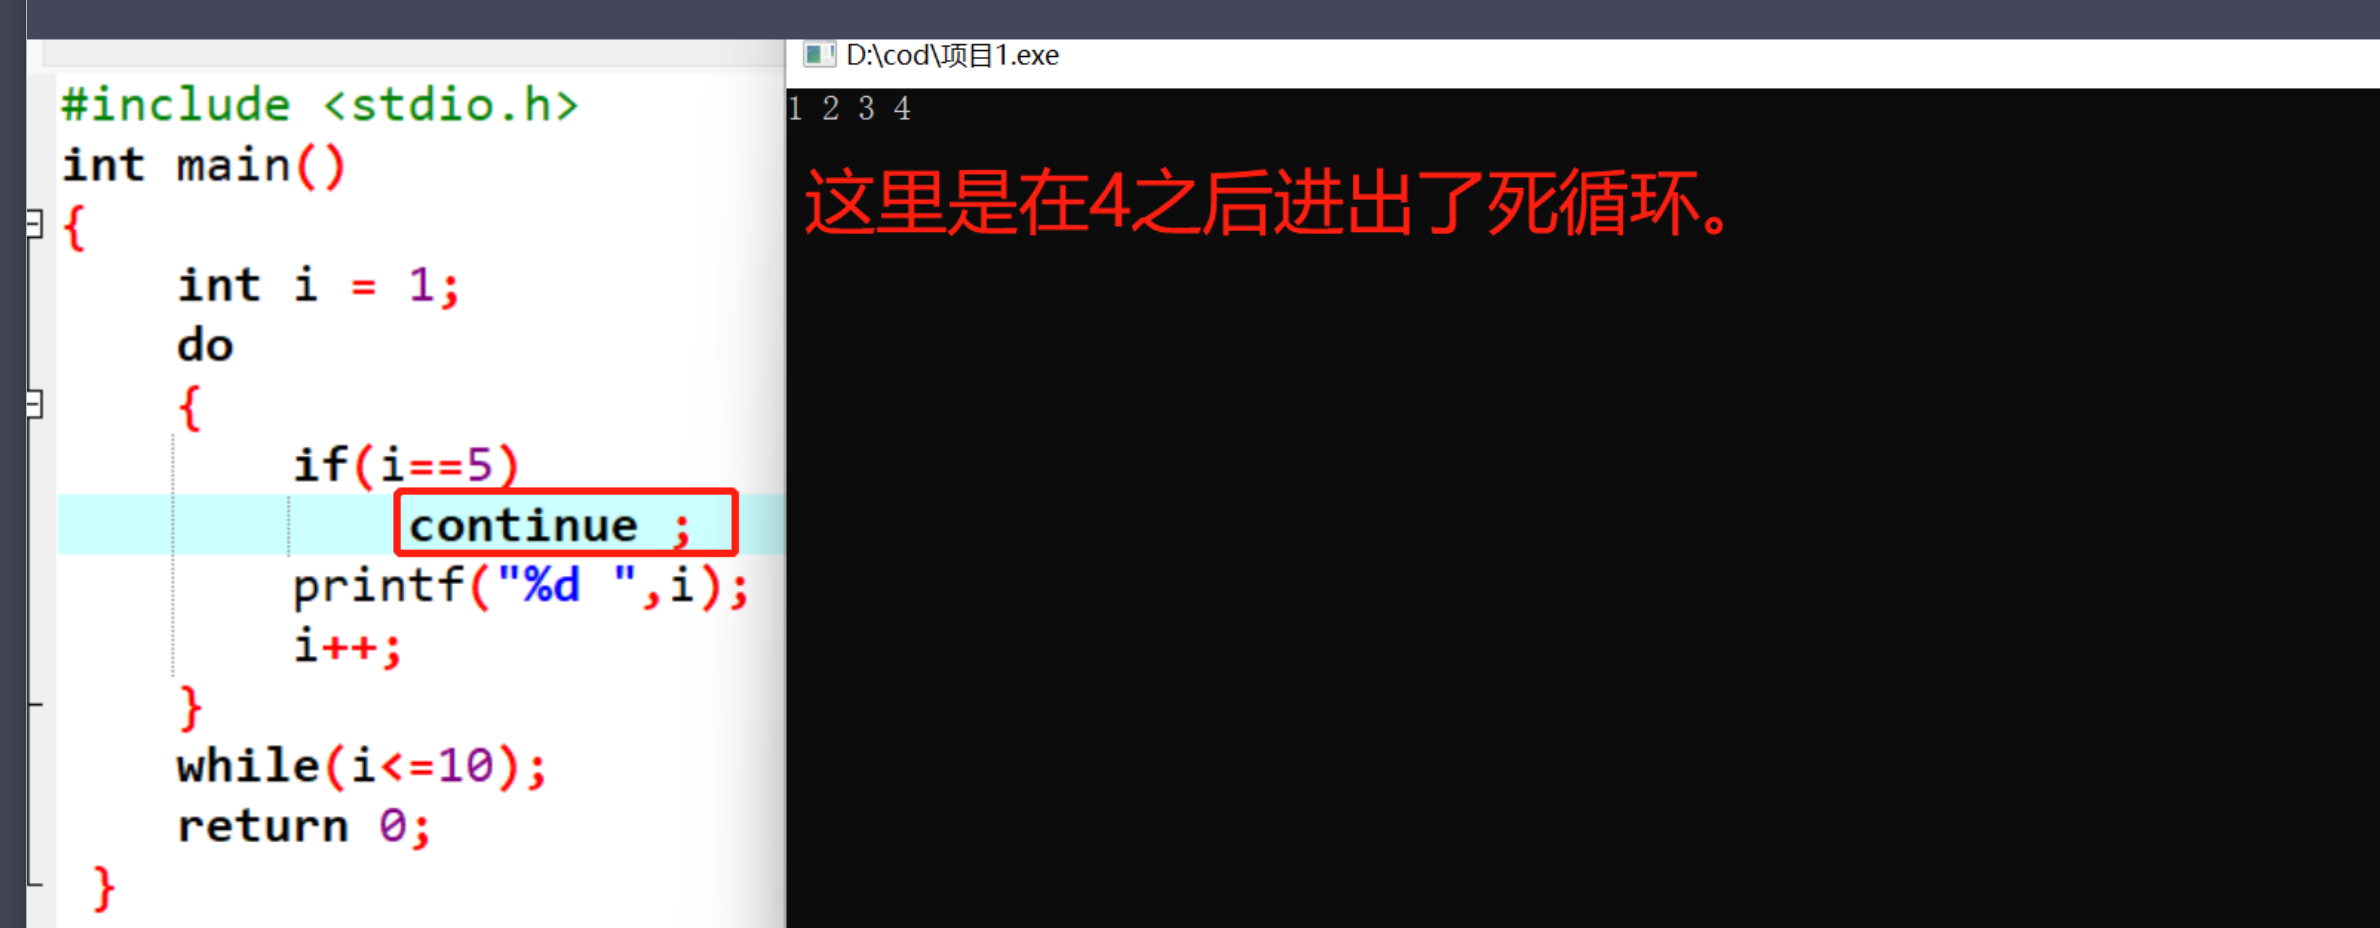 #include <stdio.h>
int main()
{
int i = 1;
do
{
if(i==5)
continue ;
printf("%d ",i);
i++;
}
while(i<=10);
return 0;
}
D:\cod\项目1.exe
1 2 3 4
这里是在4之后进出了死循环。